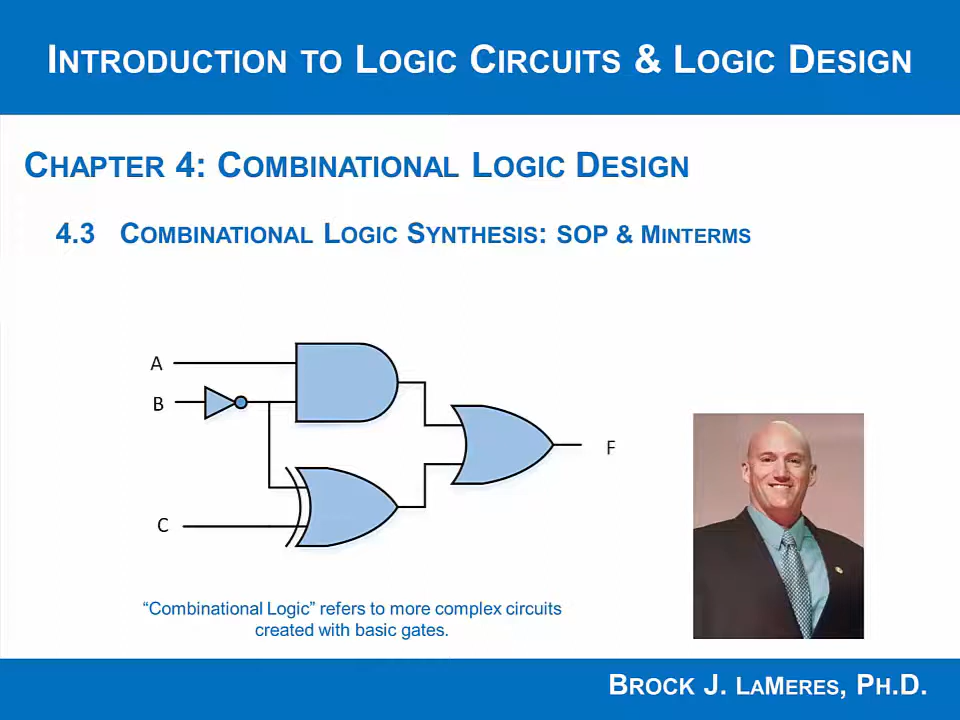 INTRODUCTION TO LOGIC CIRCUITS & LOGIC DESIGN
CHAPTER 4: COMBINATIONAL LOGIC DESIGN
4.3 COMBINATIONAL LOGIC SYNTHESIS: SOP & MINTERMS
A
B
F
C
“Combinational Logic” refers to more complex circuits
created with basic gates.
BROCK J. LAMERES, PH.D.